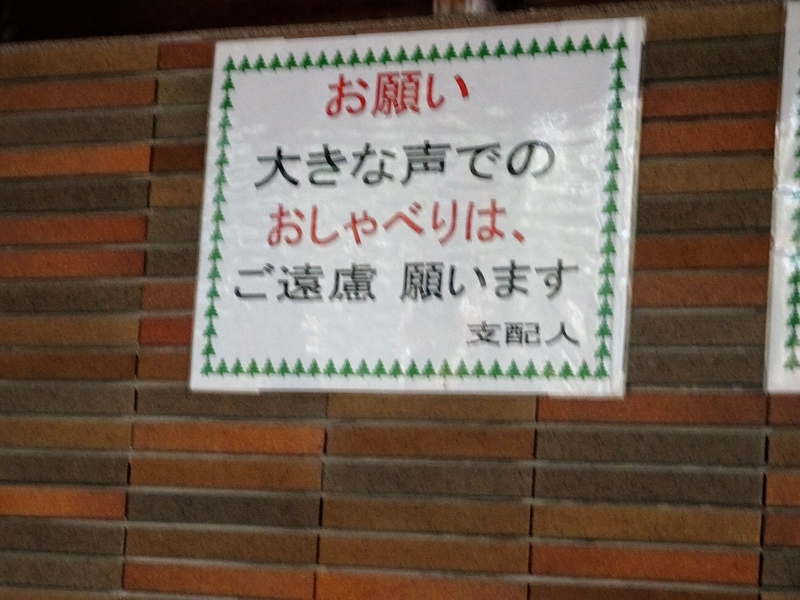 お願い
大きな声での
おしゃべりは、
ご遠慮 願います
支配人